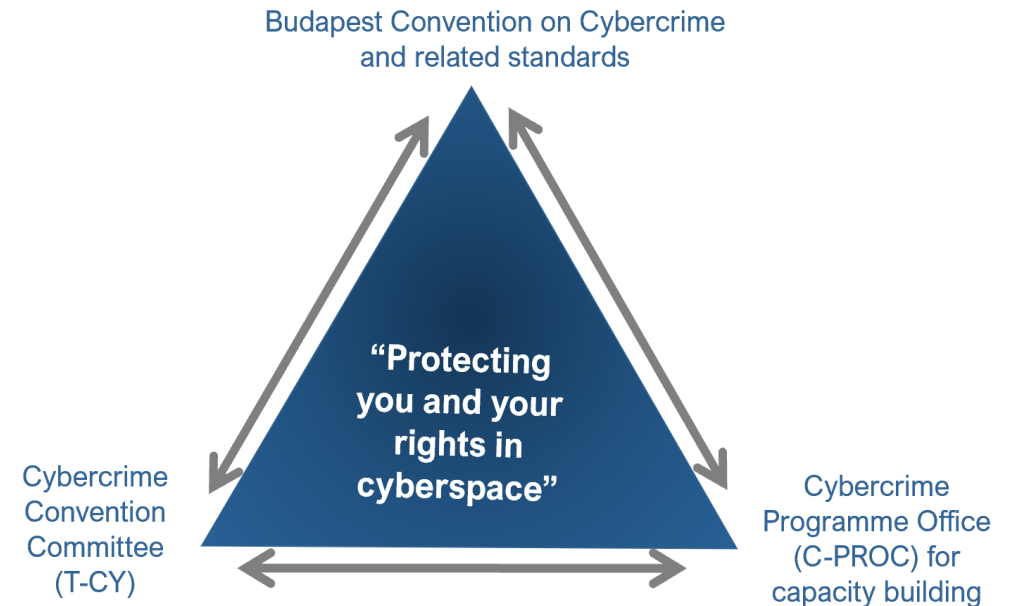 Budapest Convention on Cybercrime
and related standards
“Protecting
you and your
rights in
cyberspace”
Cybercrime
Convention
Committee
(T-CY)
Cybercrime
Programme Office
(C-PROC) for
capacity building